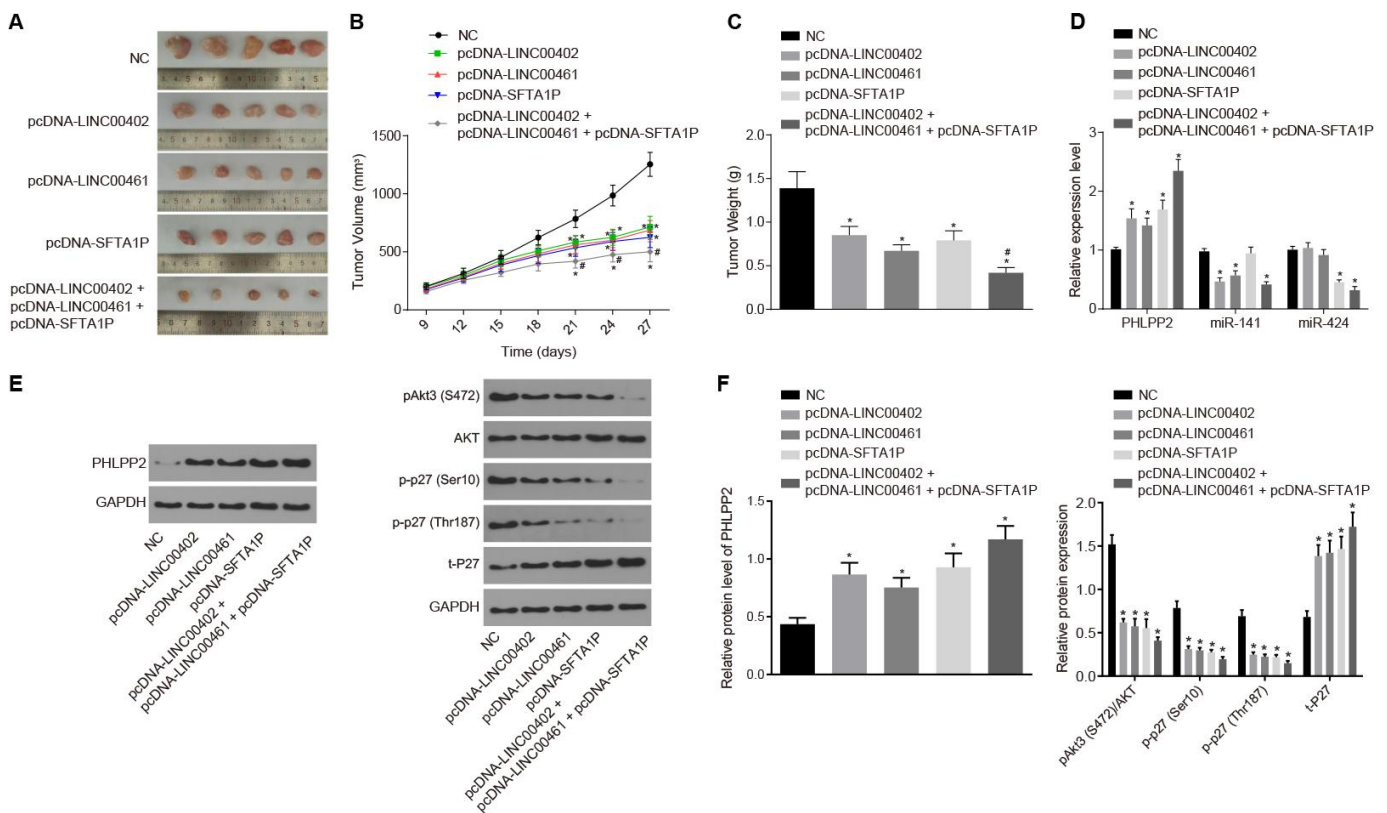 A
NC
pcDNA-LINC00402
pcDNA-LINC00461
pcDNA-SFTA1P
pcDNA-LINC00402 +
pcDNA-LINC00461 +
pcDNA-SFTA1P
B
NC
pcDNA-LINC00402
pcDNA-LINC00461
pcDNA-SFTA1P
pcDNA-LINC00402 +
pcDNA-LINC00461 + pcDNA-SFTA1P
Tumor Volume (mm³)
1500
1000
500
0
9 12 15 18 21 24 27
Time (days)
C
NC
pcDNA-LINC00402
pcDNA-LINC00461
pcDNA-SFTA1P
pcDNA-LINC00402 +
pcDNA-LINC00461 + pcDNA-SFTA1P
Tumor Weight (g)
2.0
1.5
1.0
0.5
0.0
* * * # *
D
NC
pcDNA-LINC00402
pcDNA-LINC00461
pcDNA-SFTA1P
pcDNA-LINC00402 +
pcDNA-LINC00461 + pcDNA-SFTA1P
Relative experssion level
3
2
1
0
PHLPP2 miR-141 miR-424
E
PHLPP2
GAPDH
NC
pcDNA-LINC00402
pcDNA-LINC00461
pcDNA-SFTA1P
pcDNA-LINC00402 +
pcDNA-LINC00461 + pcDNA-SFTA1P
pAkt3 (S472)
AKT
p-p27 (Ser10)
p-p27 (Thr187)
t-P27
GAPDH
NC
pcDNA-LINC00402
pcDNA-LINC00461
pcDNA-SFTA1P
pcDNA-LINC00402 +
pcDNA-LINC00461 + pcDNA-SFTA1P
F
NC
pcDNA-LINC00402
pcDNA-LINC00461
pcDNA-SFTA1P
pcDNA-LINC00402 +
pcDNA-LINC00461 + pcDNA-SFTA1P
Relative protein level of PHLPP2
1.5
1.0
0.5
0.0
* * * *
NC
pcDNA-LINC00402
pcDNA-LINC00461
pcDNA-SFTA1P
pcDNA-LINC00402 +
pcDNA-LINC00461 + pcDNA-SFTA1P
Relative protein expression
2.0
1.5
1.0
0.5
0.0
pAkt3 (S472)/AKT
p-p27 (Ser10)
p-p27 (Thr187)
t-P27